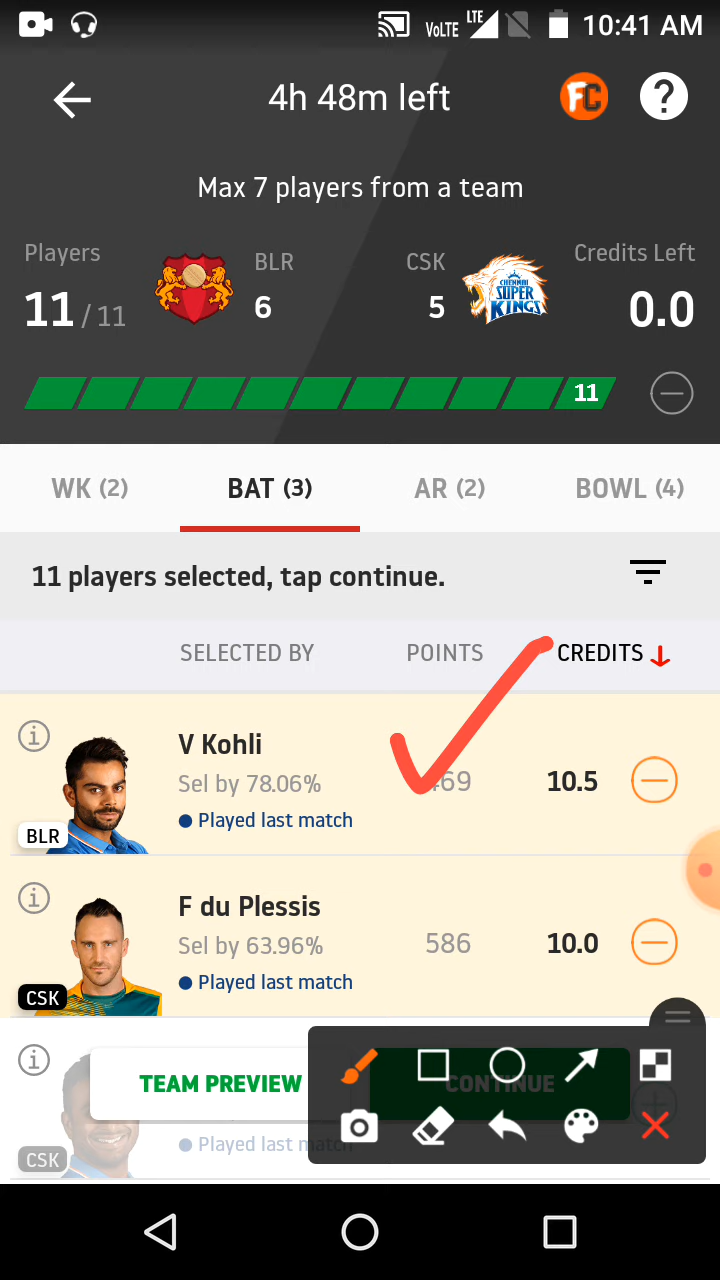 VoLTE LTE 10:41 AM
4h 48m left FC ?
Max 7 players from a team
Players BLR CSK Credits Left
11 / 11 6 5 0.0
CHENNAI SUPER KINGS
11
WK (2) BAT (3) AR (2) BOWL (4)
11 players selected, tap continue.
SELECTED BY POINTS CREDITS
V Kohli
Sel by 78.06% 10.5
Played last match
BLR
F du Plessis
Sel by 63.96% 586 10.0
Played last match
CSK
TEAM PREVIEW CONTINUE
Played last match
CSK